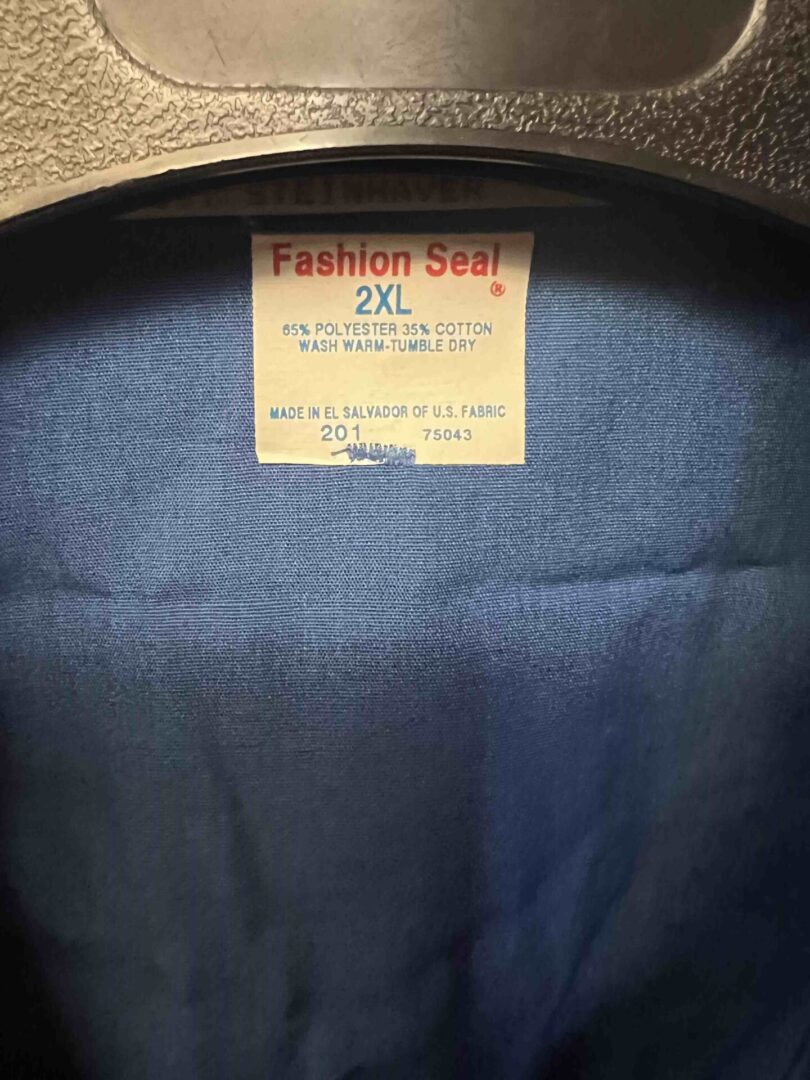 STEINHAVER
Fashion Seal
®
2XL
65% POLYESTER 35% COTTON
WASH WARM-TUMBLE DRY
MADE IN EL SALVADOR OF U.S. FABRIC
201 75043